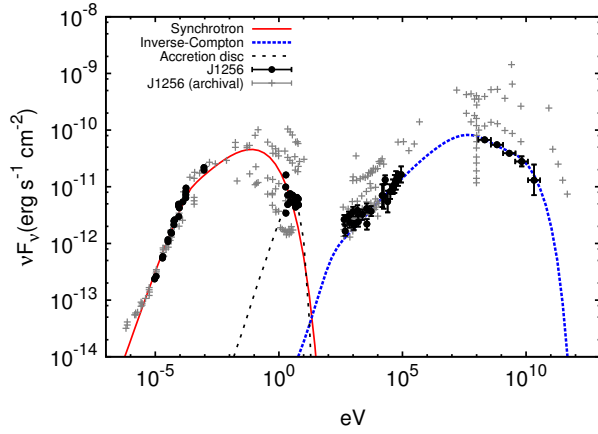 10^-8
10^-9
10^-10
10^-11
10^-12
10^-13
10^-14
νFν(erg s^-1 cm^-2)
Synchrotron
Inverse-Compton
Accretion disc
J1256
J1256 (archival)
10^-5 10^0 10^5 10^10
eV